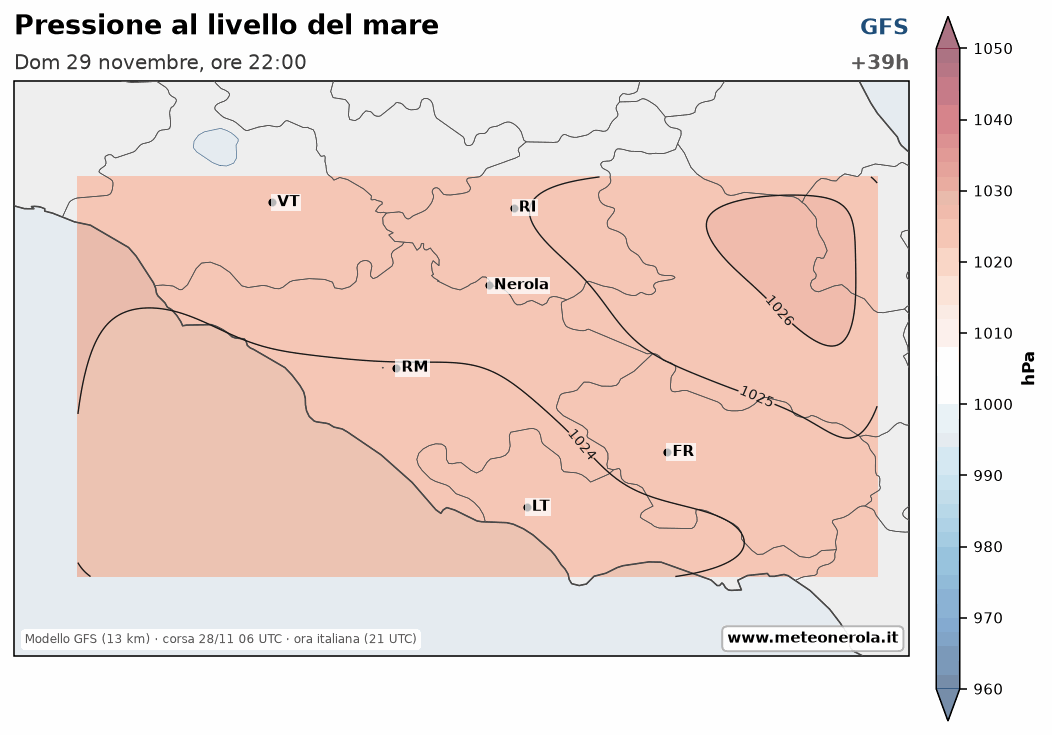 Pressione al livello del mare
GFS
Dom 29 novembre, ore 22:00
+39h
1050
1040
1030
1020
1010
1000
990
980
970
960
hPa
VT
RI
Nerola
1026
RM
1025
1024
FR
LT
Modello GFS (13 km) · corsa 28/11 06 UTC · ora italiana (21 UTC)
www.meteonerola.it